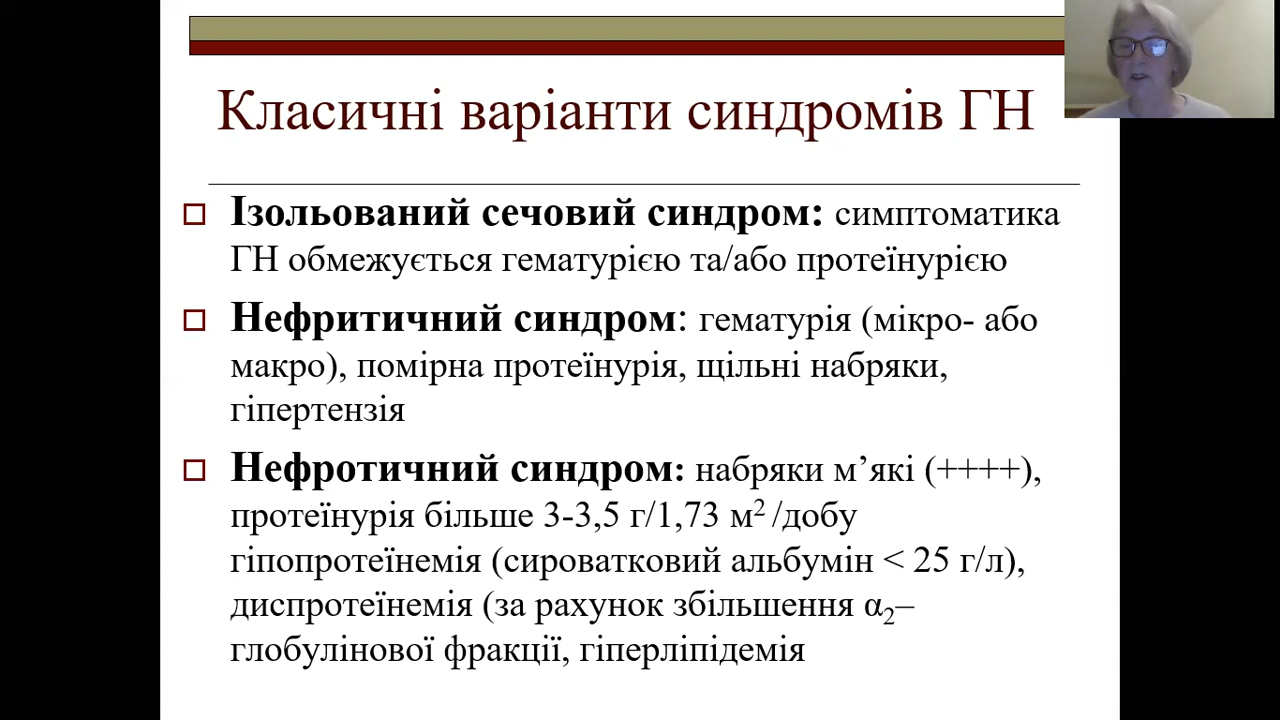 Класичні варіанти синдромів ГН
Ізольований сечовий синдром: симптоматика
ГН обмежується гематурією та/або протеїнурією
Нефритичний синдром: гематурія (мікро- або
макро), помірна протеїнурія, щільні набряки,
гіпертензія
Нефротичний синдром: набряки м’які (++++),
протеїнурія більше 3-3,5 г/1,73 м² /добу
гіпопротеїнемія (сироватковий альбумін < 25 г/л),
диспротеїнемія (за рахунок збільшення α₂–
глобулінової фракції, гіперліпідемія